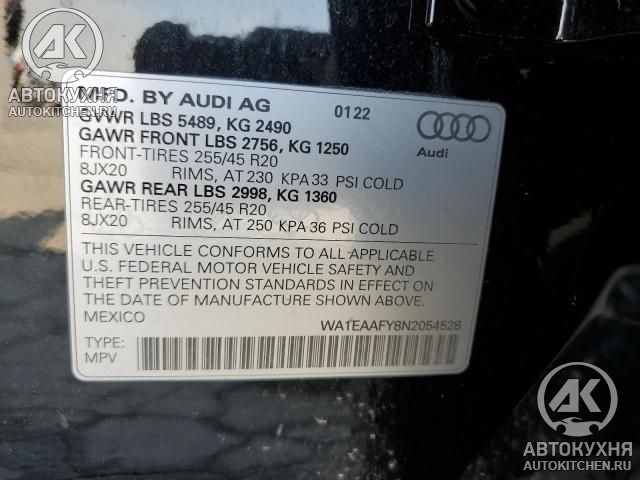 AK
АВТОКУХНЯ
AUTOKITCHEN.RU
MFD. BY AUDI AG 0122
GVWR LBS 5489, KG 2490
GAWR FRONT LBS 2756, KG 1250
FRONT-TIRES 255/45 R20
8JX20 RIMS, AT 230 KPA 33 PSI COLD
GAWR REAR LBS 2998, KG 1360
REAR-TIRES 255/45 R20
8JX20 RIMS, AT 250 KPA 36 PSI COLD
Audi
THIS VEHICLE CONFORMS TO ALL APPLICABLE
U.S. FEDERAL MOTOR VEHICLE SAFETY AND
THEFT PREVENTION STANDARDS IN EFFECT ON
THE DATE OF MANUFACTURE SHOWN ABOVE.
MEXICO
WA1EAAFY8N2054528
TYPE:
MPV
AK
АВТОКУХНЯ
AUTOKITCHEN.RU